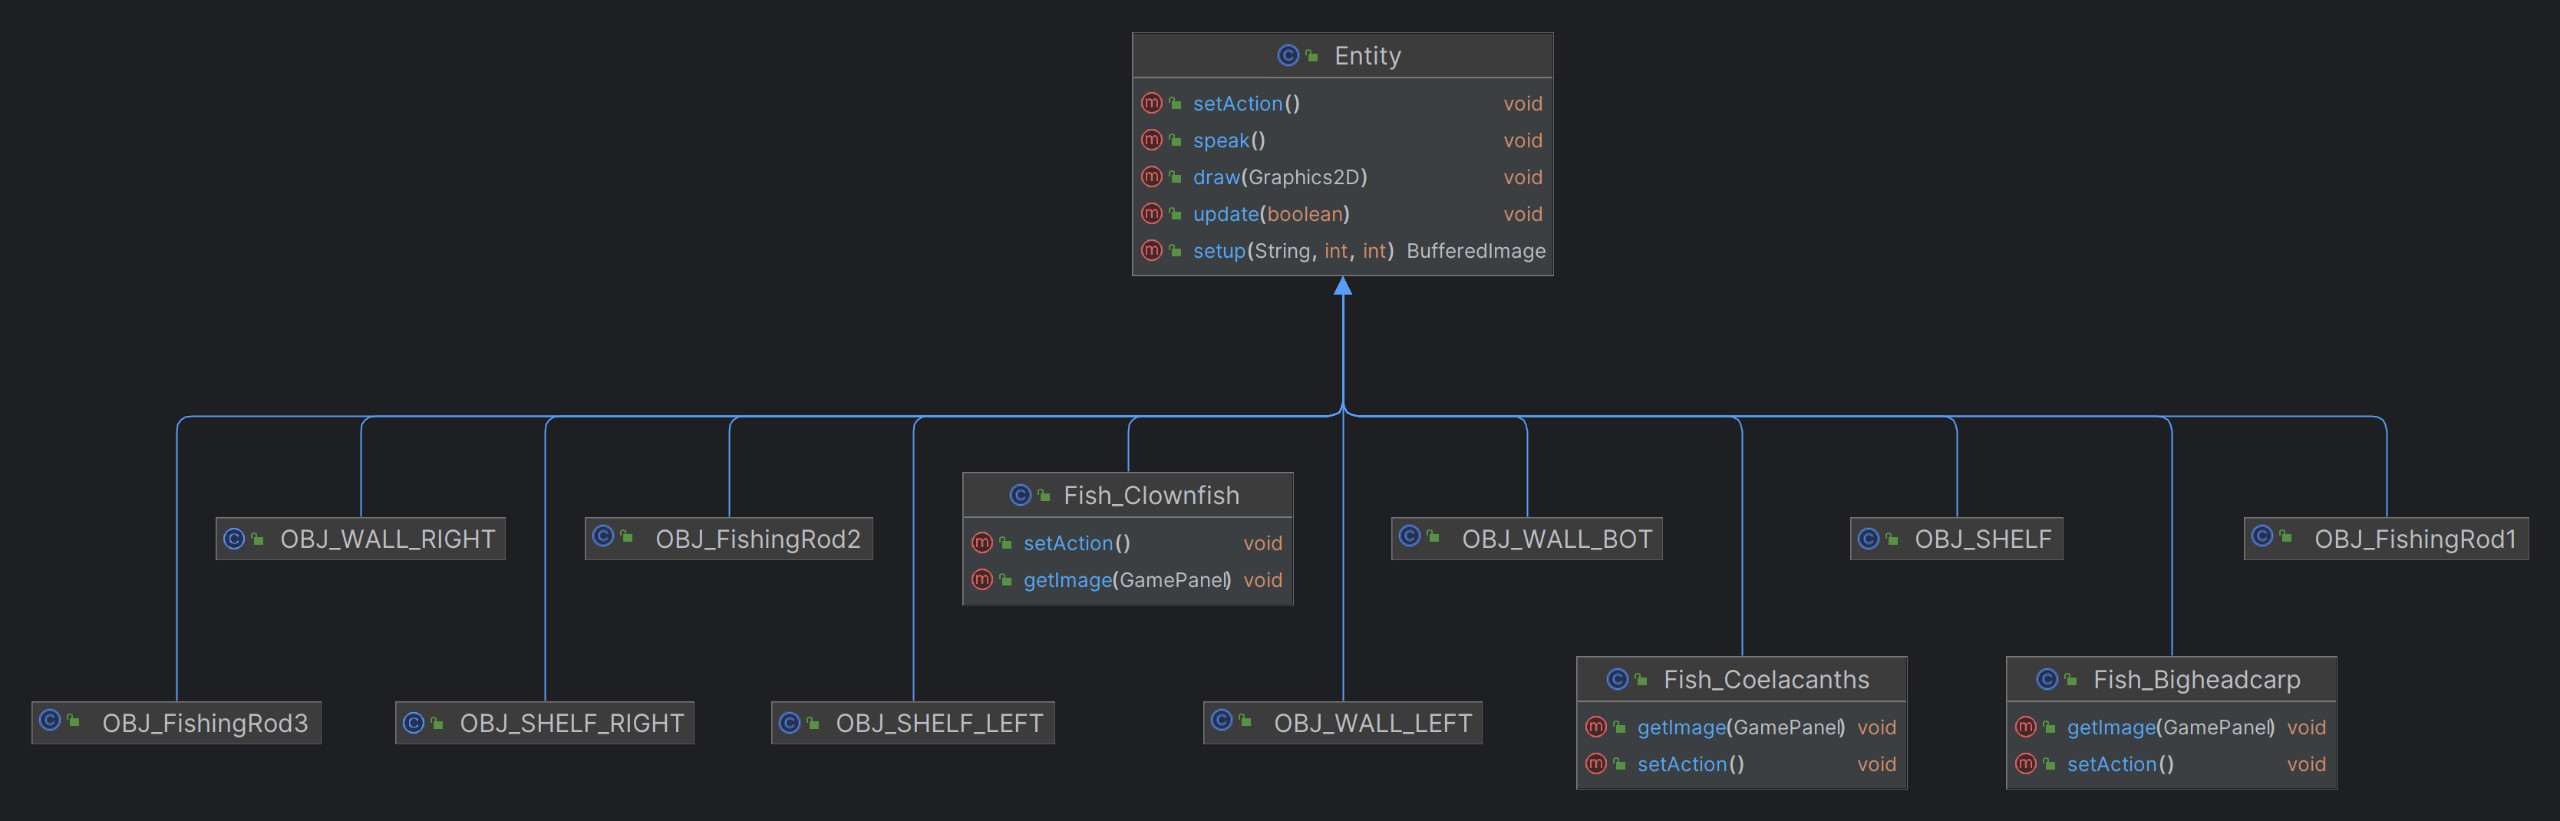 Entity
setAction() void
speak() void
draw(Graphics2D) void
update(boolean) void
setup(String, int, int) BufferedImage
Fish_Clownfish
setAction() void
getImage(GamePanel) void
OBJ_WALL_RIGHT
OBJ_FishingRod2
OBJ_WALL_BOT
OBJ_SHELF
OBJ_FishingRod1
OBJ_FishingRod3
OBJ_SHELF_RIGHT
OBJ_SHELF_LEFT
OBJ_WALL_LEFT
Fish_Coelacanths
getImage(GamePanel) void
setAction() void
Fish_Bigheadcarp
getImage(GamePanel) void
setAction() void